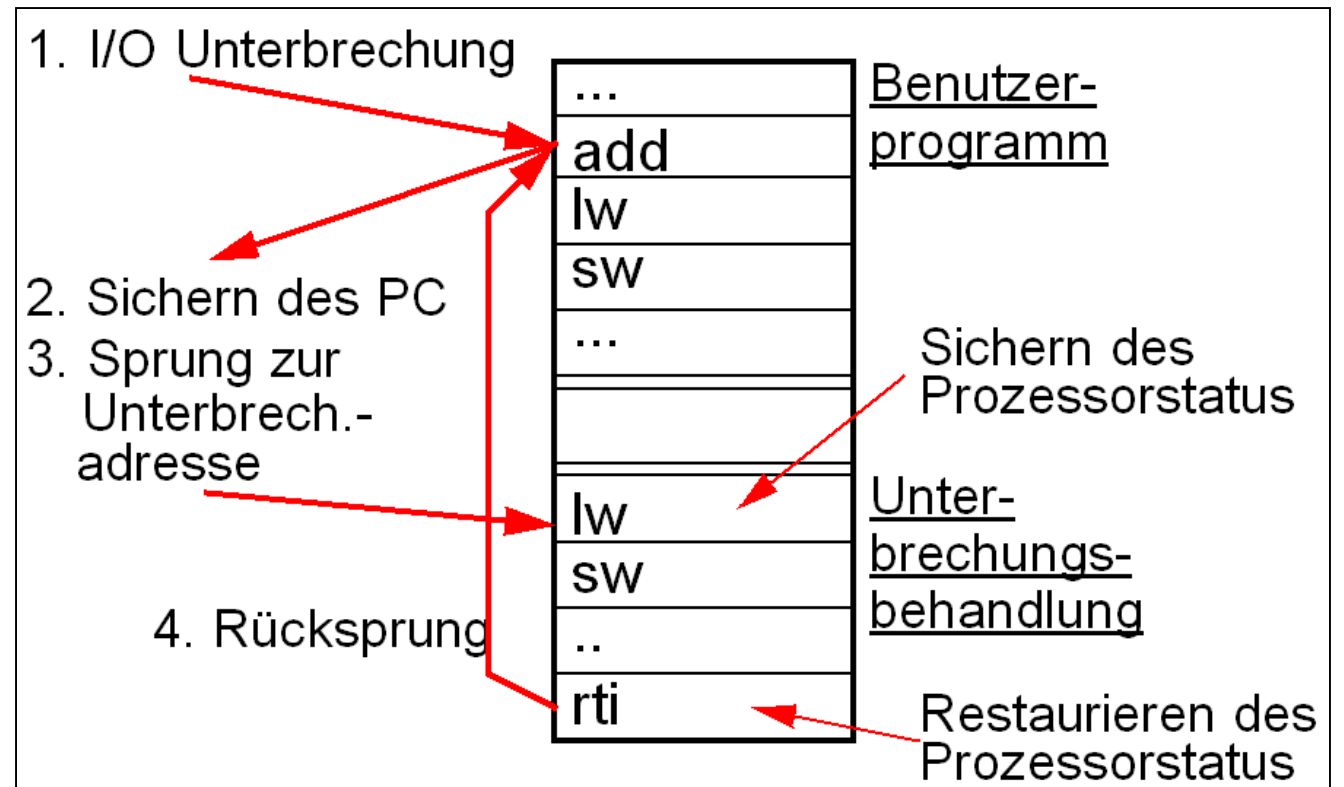 1. I/O Unterbrechung
2. Sichern des PC
3. Sprung zur
Unterbrech.-
adresse
4. Rücksprung
...
add
lw
sw
...
lw
sw
..
rti
Benutzer-
programm
Sichern des
Prozessorstatus
Unter-
brechungs-
behandlung
Restaurieren des
Prozessorstatus